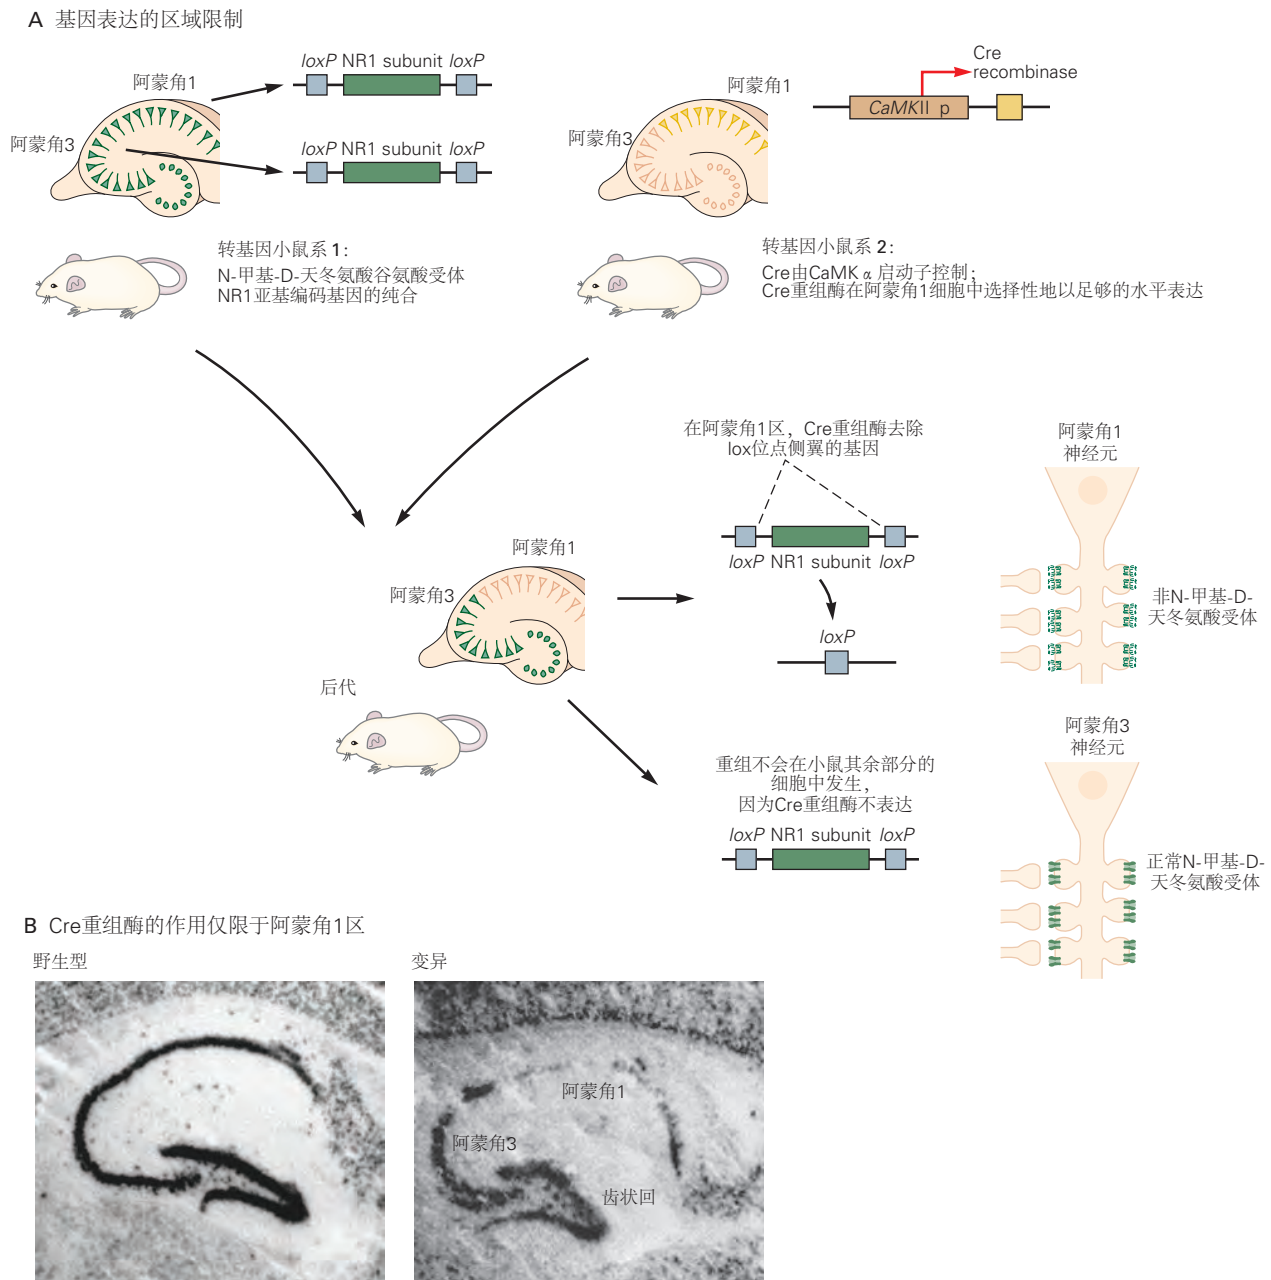 A 基因表达的区域限制
loxP NR1 subunit loxP
阿蒙角1
阿蒙角3
loxP NR1 subunit loxP
Cre
recombinase
阿蒙角1
CaMKII p
阿蒙角3
转基因小鼠系 1：
N-甲基-D-天冬氨酸谷氨酸受体
NR1亚基编码基因的纯合
转基因小鼠系 2：
Cre由CaMK α 启动子控制；
Cre重组酶在阿蒙角1细胞中选择性地以足够的水平表达
在阿蒙角1区，Cre重组酶去除
lox位点侧翼的基因
阿蒙角1
神经元
阿蒙角1
阿蒙角3
loxP NR1 subunit loxP
loxP
非N-甲基-D-
天冬氨酸受体
后代
阿蒙角3
神经元
重组不会在小鼠其余部分的
细胞中发生，
因为Cre重组酶不表达
loxP NR1 subunit loxP
正常N-甲基-D-
天冬氨酸受体
B Cre重组酶的作用仅限于阿蒙角1区
野生型
变异
阿蒙角1
阿蒙角3
齿状回